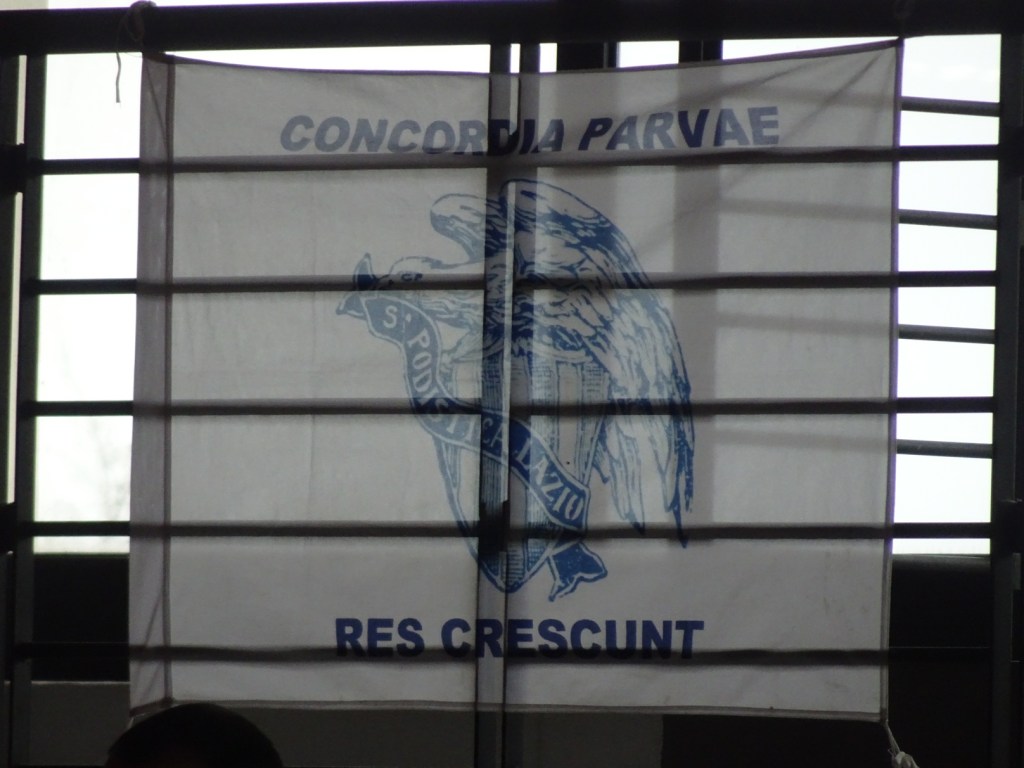 CONCORDIA PARVAE
S. PODISTICA LAZIO
RES CRESCUNT